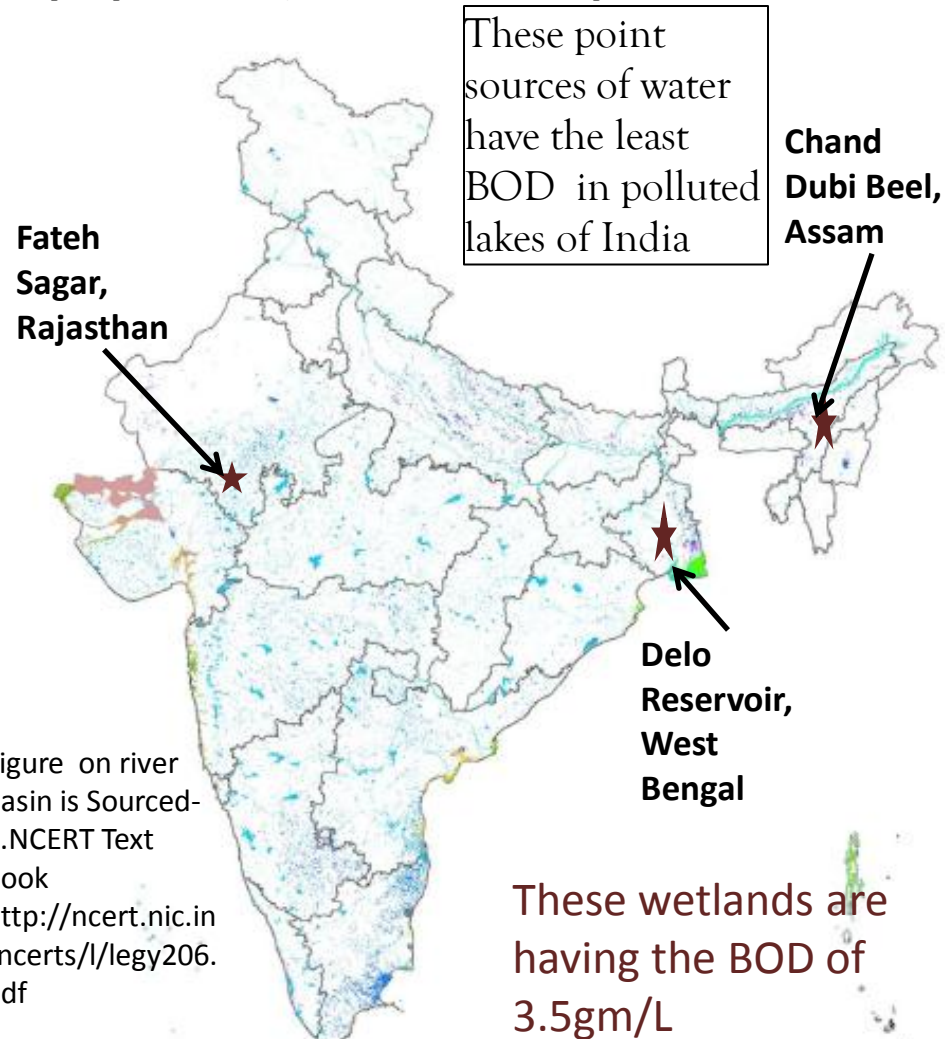 These point
sources of water
have the least
BOD in polluted
lakes of India
Chand
Dubi Beel,
Assam
Fateh
Sagar,
Rajasthan
Delo
Reservoir,
West
Bengal
igure on river
asin is Sourced-
.NCERT Text
ook
ttp://ncert.nic.in
ncerts/l/legy206.
df
These wetlands are
having the BOD of
3.5gm/L